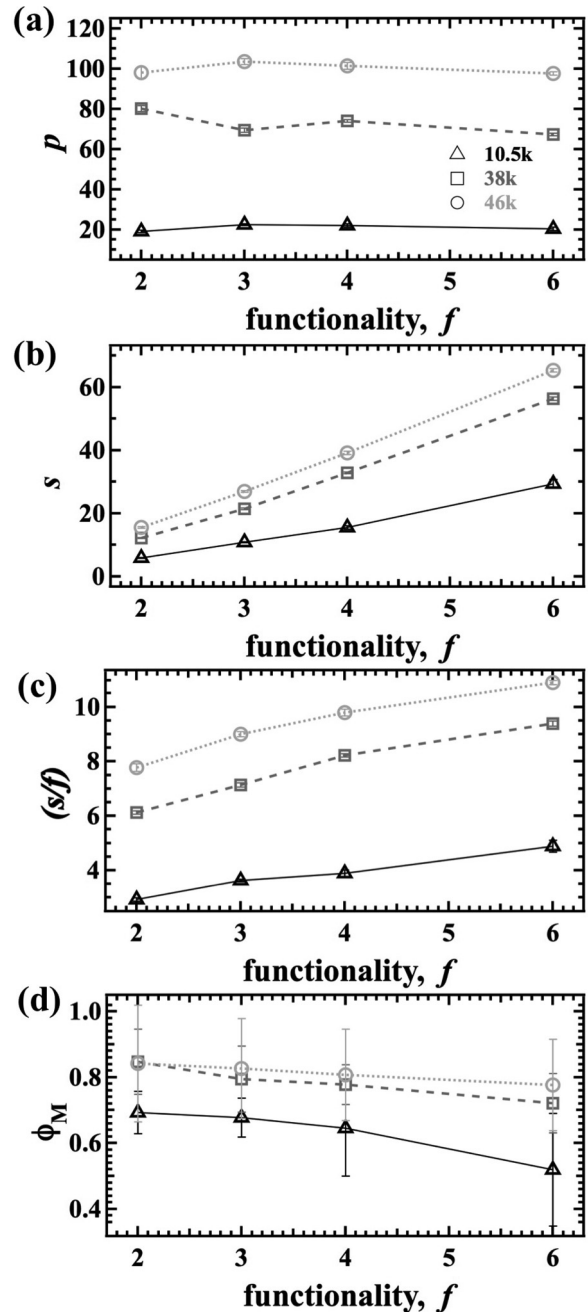 (a)
120
100
80
60
40
20
p
10.5k
38k
46k
2 3 4 5 6
functionality, f
(b)
60
40
20
0
s
2 3 4 5 6
functionality, f
(c)
10
8
6
4
(s/f)
2 3 4 5 6
functionality, f
(d)
1.0
0.8
0.6
0.4
ϕM
2 3 4 5 6
functionality, f